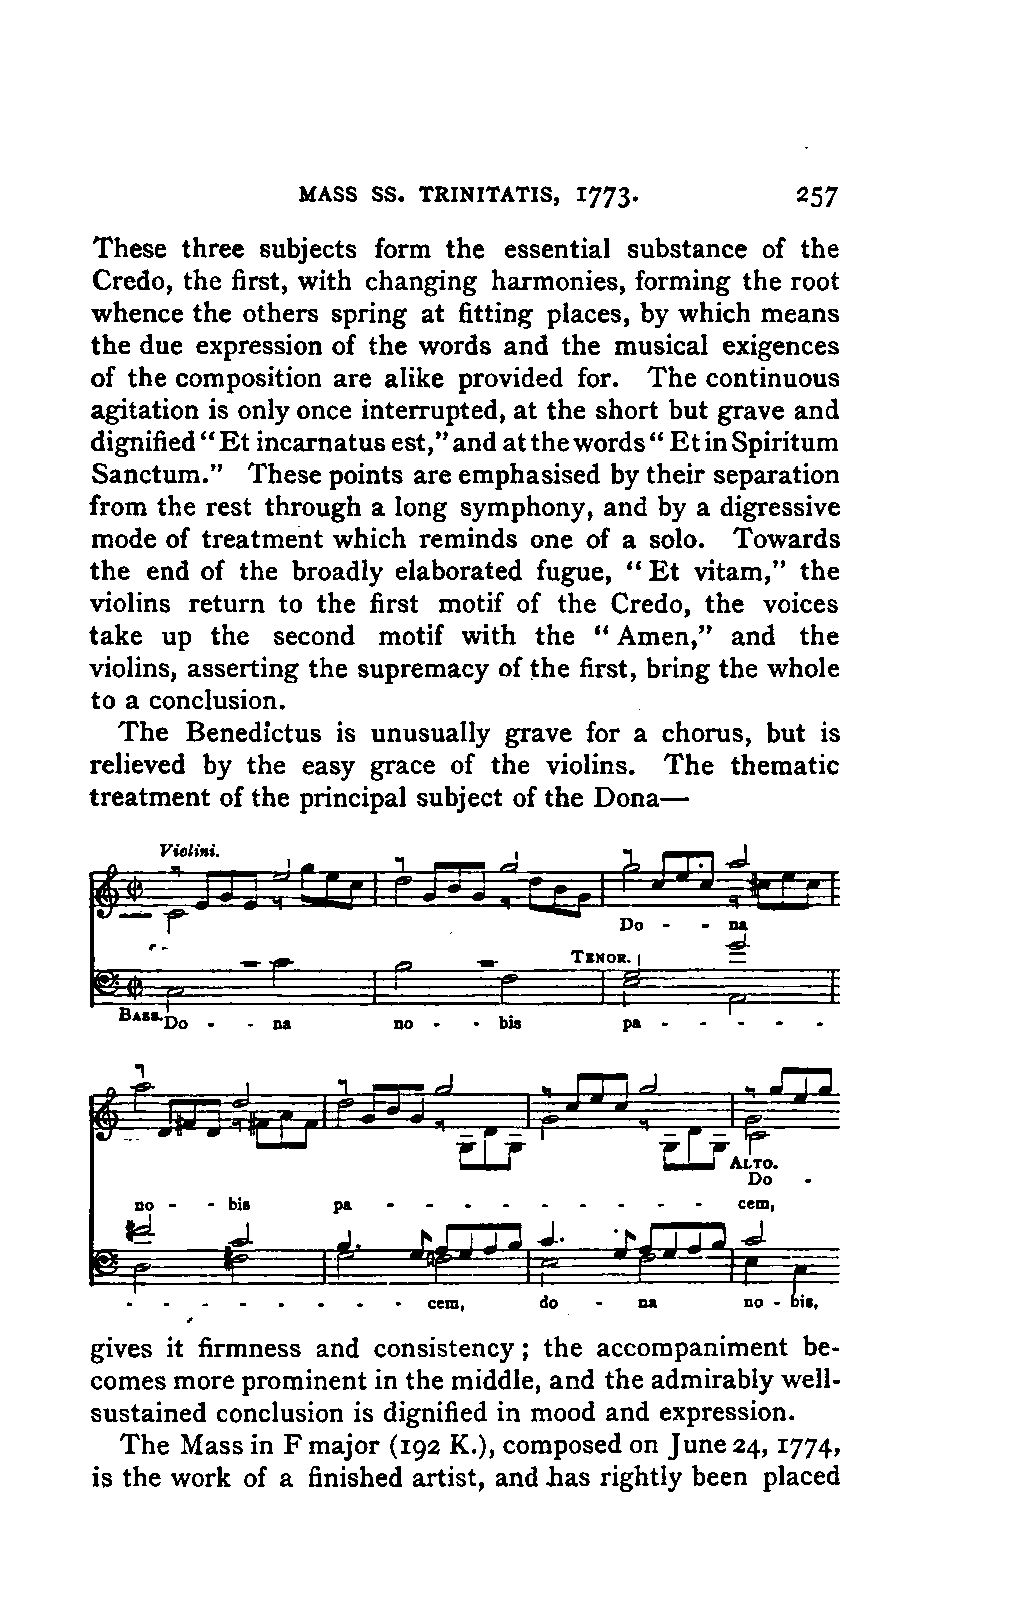 MASS SS. TRINITATIS, 1773. 257
These three subjects form the essential substance of the
Credo, the first, with changing harmonies, forming the root
whence the others spring at fitting places, by which means
the due expression of the words and the musical exigences
of the composition are alike provided for. The continuous
agitation is only once interrupted, at the short but grave and
dignified "Et incarnatus est," and at the words "Et in Spiritum
Sanctum." These points are emphasised by their separation
from the rest through a long symphony, and by a digressive
mode of treatment which reminds one of a solo. Towards
the end of the broadly elaborated fugue, "Et vitam," the
violins return to the first motif of the Credo, the voices
take up the second motif with the "Amen," and the
violins, asserting the supremacy of the first, bring the whole
to a conclusion.
The Benedictus is unusually grave for a chorus, but is
relieved by the easy grace of the violins. The thematic
treatment of the principal subject of the Dona—
Violini.
Do - - na
TENOR.
BASS. Do - - na no - - bis pa - - - - -
ALTO.
Do -
no - - bis pa - - - - - - - - - cem,
- - - - - - - - cem, do - na no - bis,
gives it firmness and consistency; the accompaniment be-
comes more prominent in the middle, and the admirably well-
sustained conclusion is dignified in mood and expression.
The Mass in F major (192 K.), composed on June 24, 1774,
is the work of a finished artist, and has rightly been placed